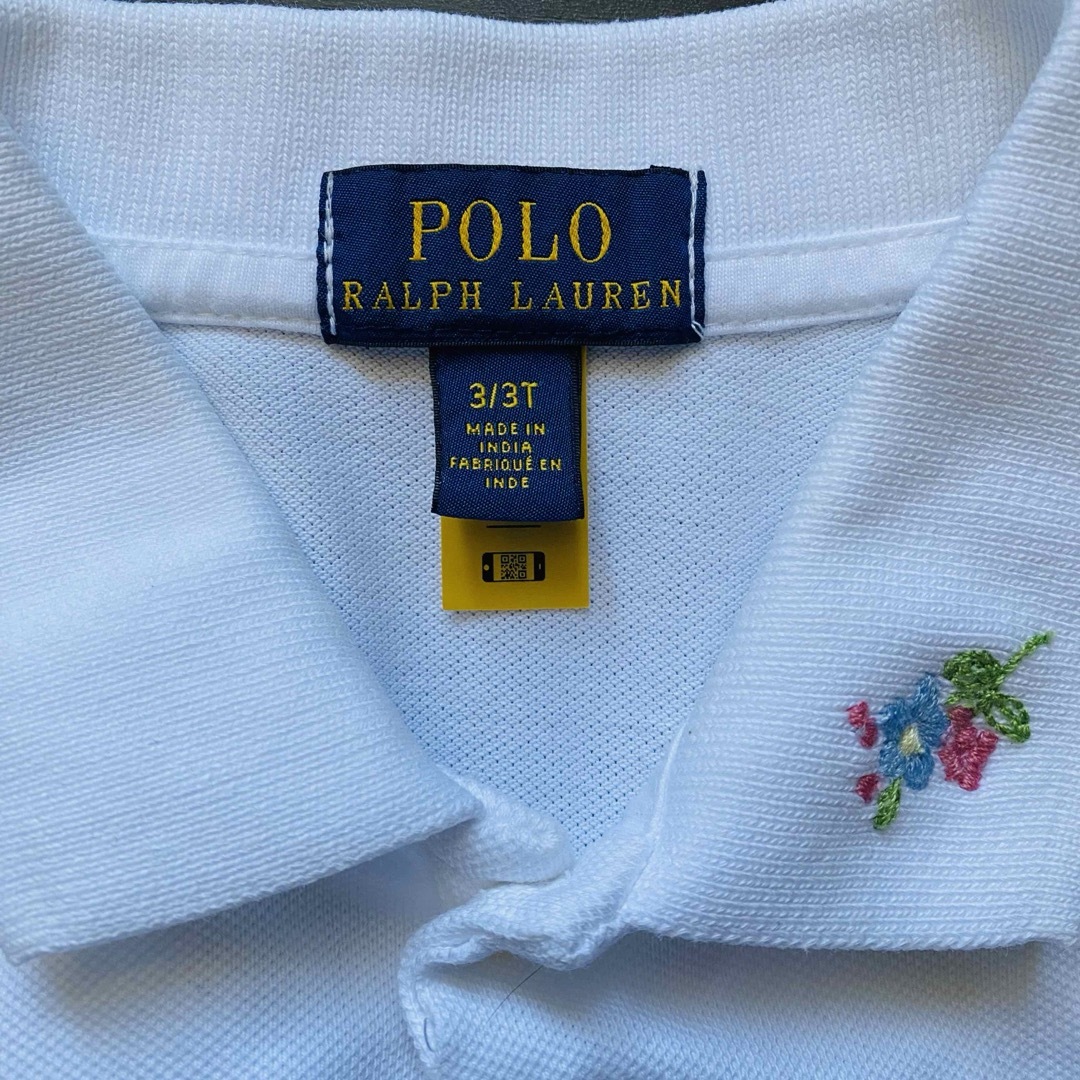 POLO
RALPH LAUREN
3/3T
MADE IN
INDIA
FABRIQUÉ EN
INDE